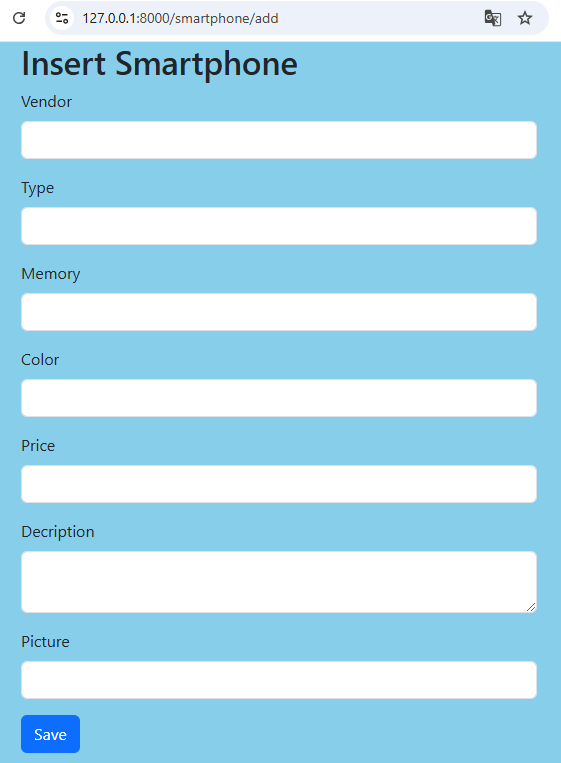 127.0.0.1:8000/smartphone/add
Insert Smartphone
Vendor
Type
Memory
Color
Price
Decription
Picture
Save